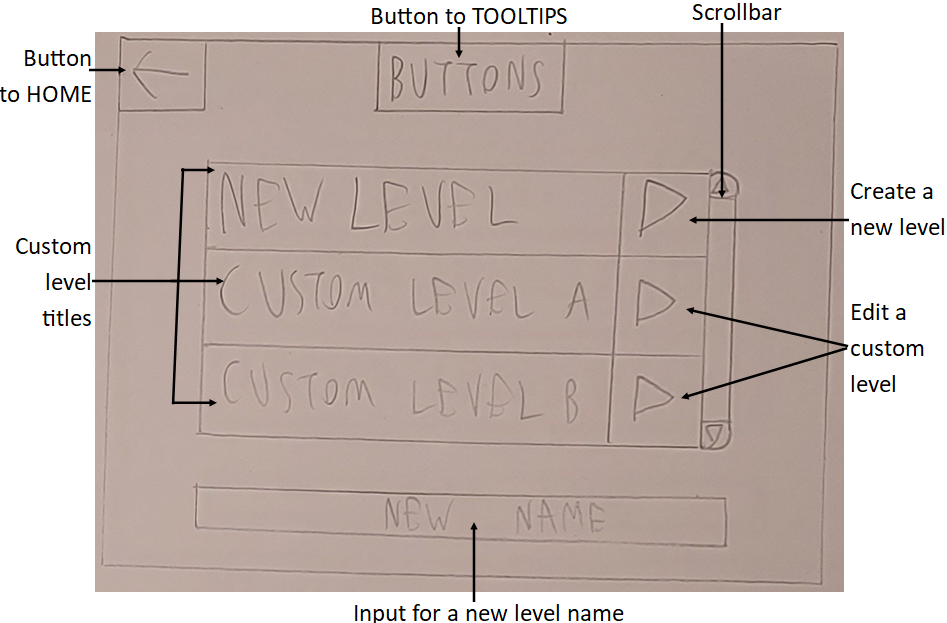 Button to TOOLTIPS
Scrollbar
Button
to HOME
BUTTONS
NEW LEVEL
Create a
new level
Custom
level
titles
CUSTOM LEVEL A
Edit a
custom
level
CUSTOM LEVEL B
NEW NAME
Input for a new level name